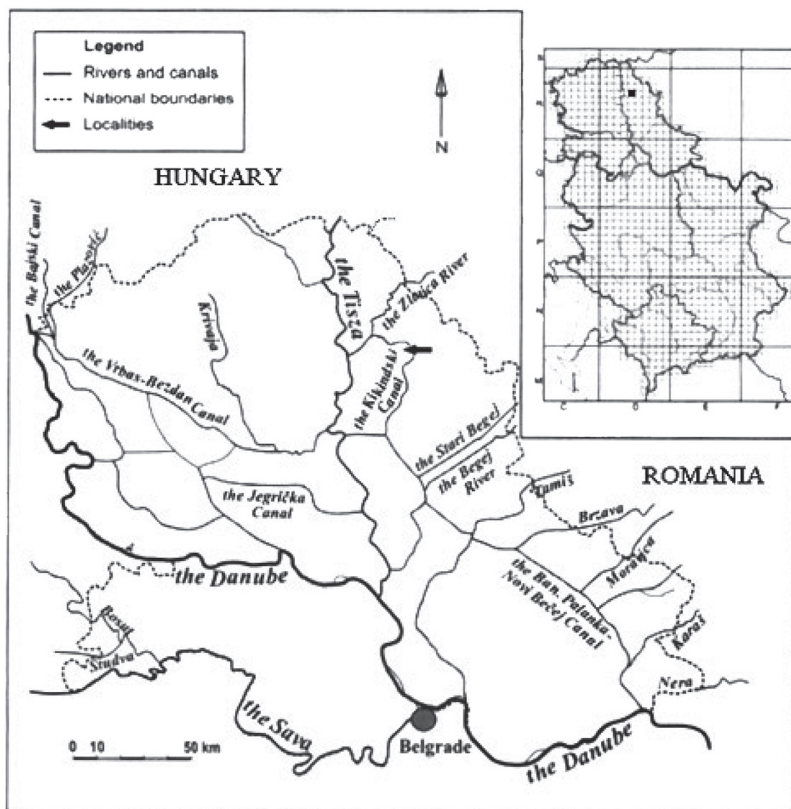 Legend
Rivers and canals
National boundaries
Localities
N
HUNGARY
the Bajski Canal
the Plazović
the Tisza
the Zlatica River
Krivaja
the Kikindski
Canal
the Vrbas-Bezdan Canal
the Stari Begej
the Begej
River
ROMANIA
the Jegrička
Canal
Tamiš
Brzava
Moravica
the Danube
the Ban. Palanka-
Novi Bečej Canal
Bosut
Studva
Karaš
Nera
the Sava
0 10 50 km
Belgrade
the Danube
C D E F